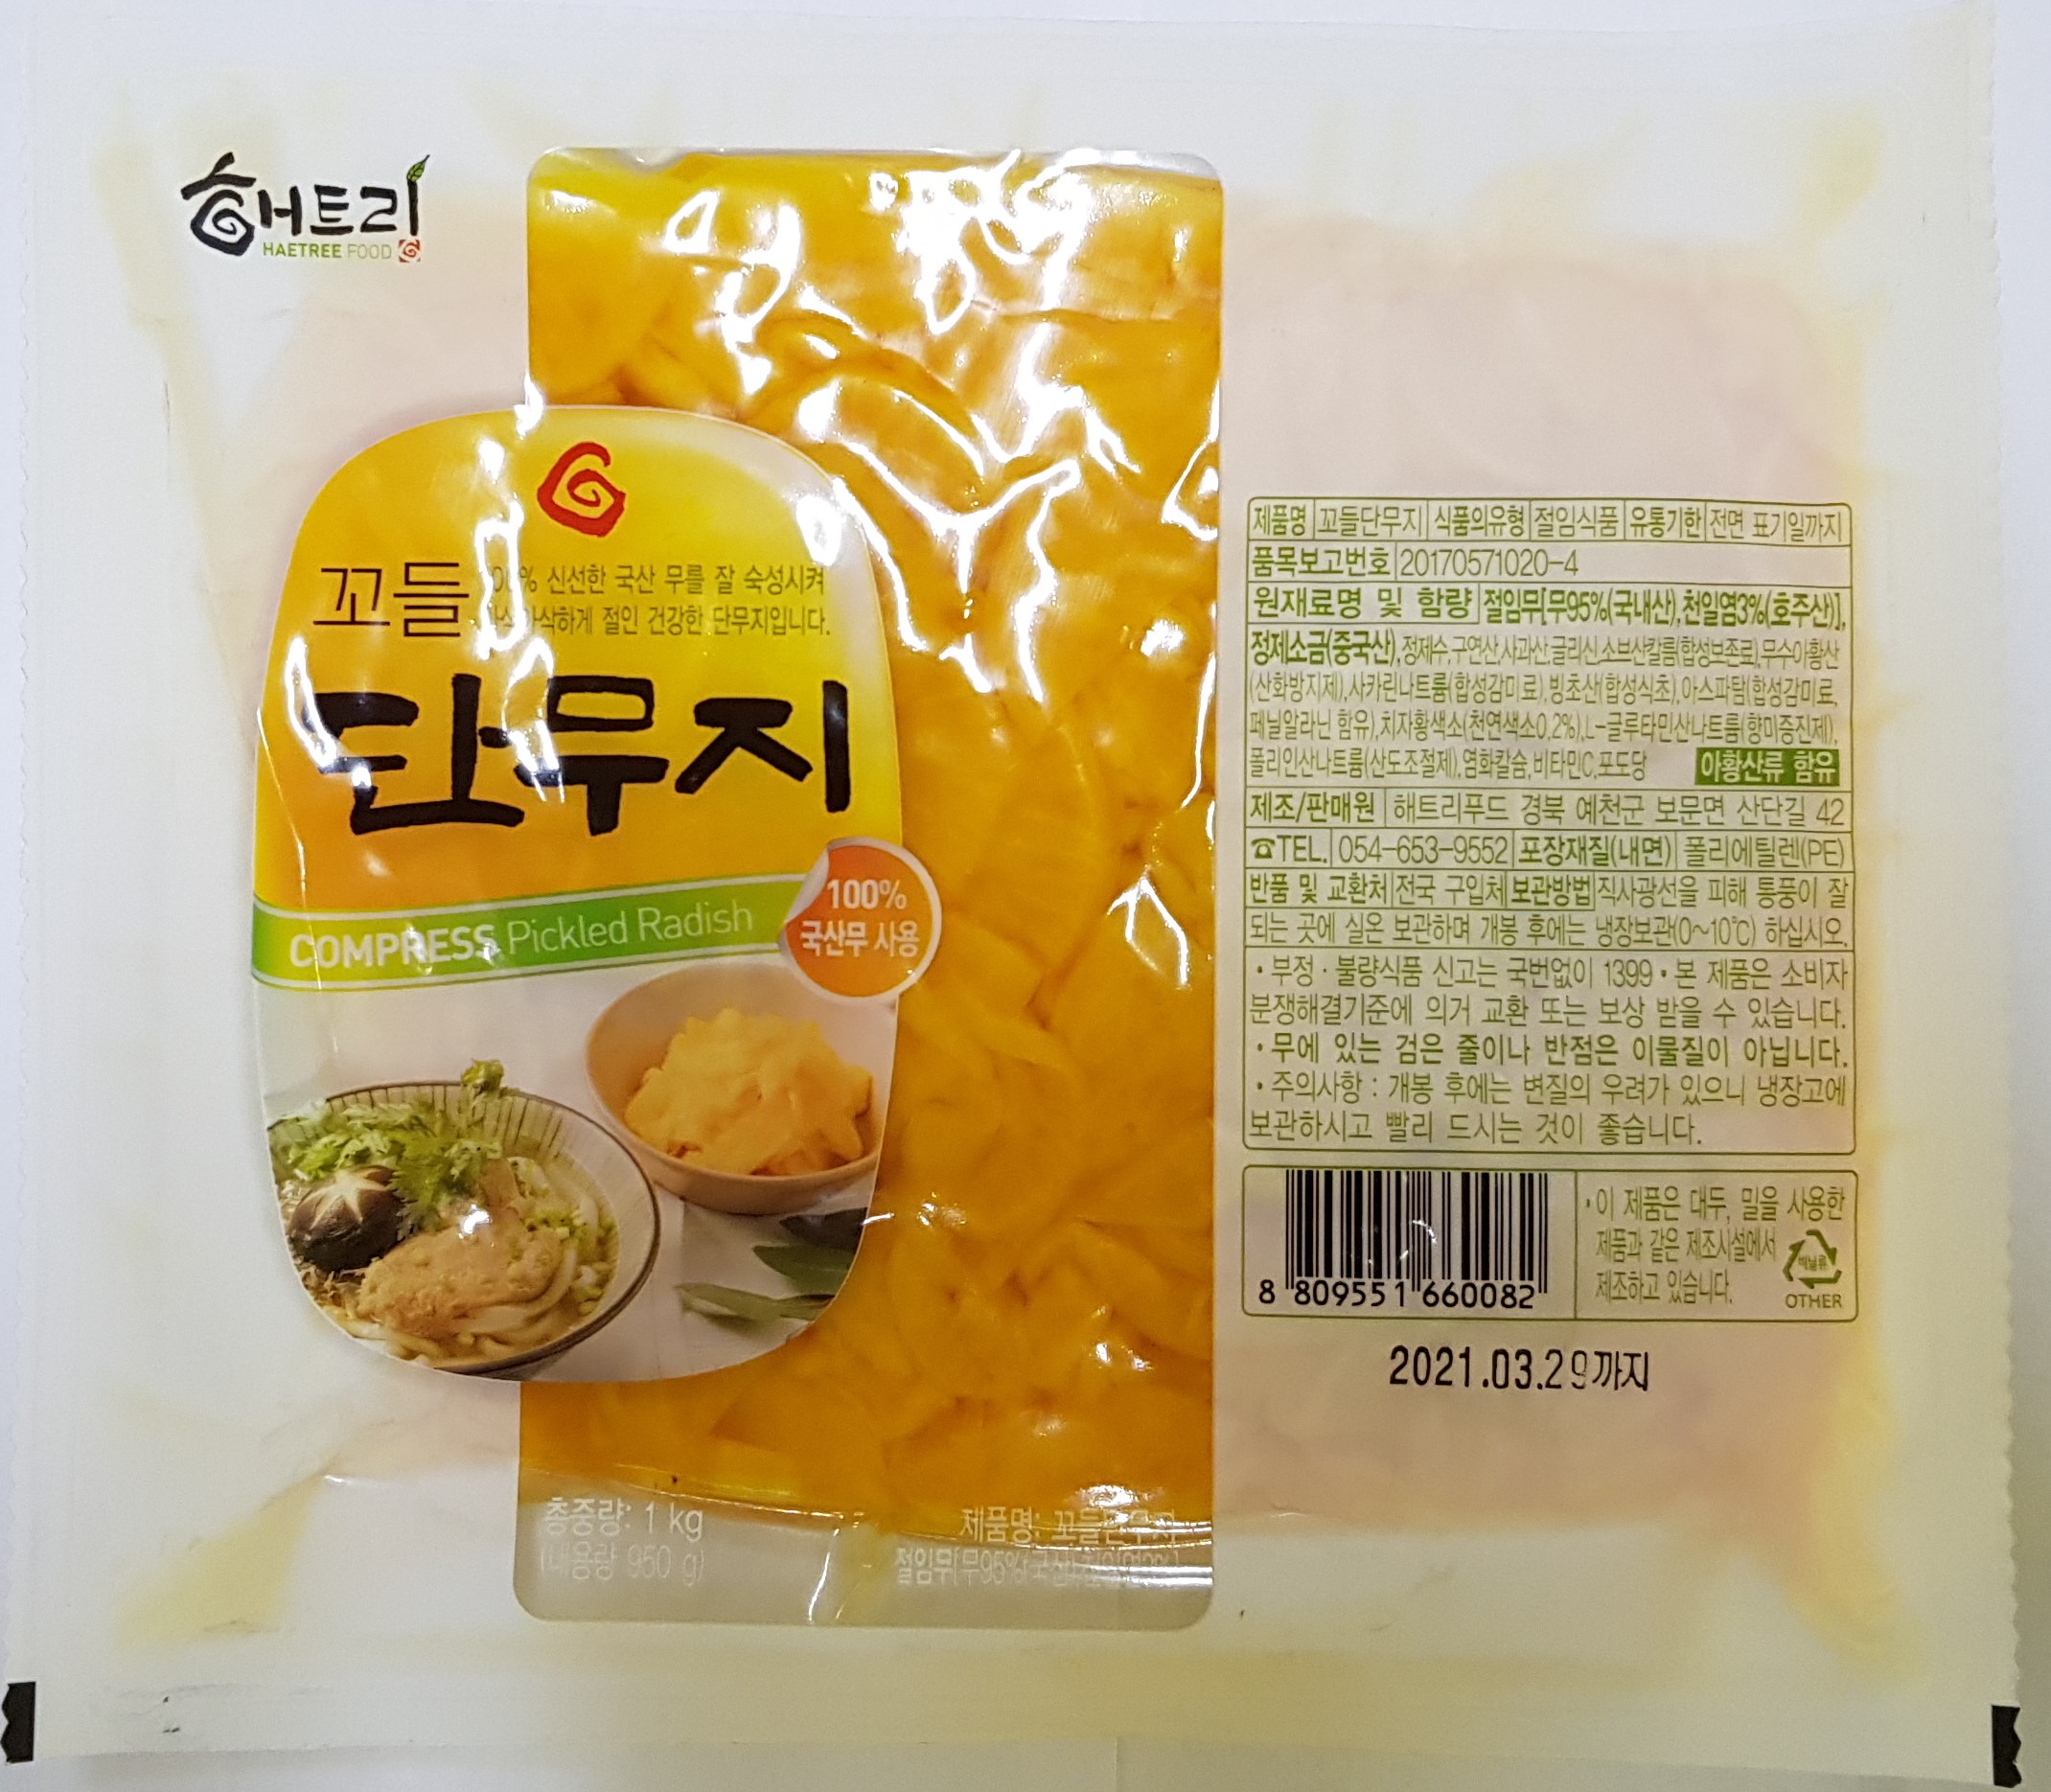 해트리
HAETREE FOOD
꼬들
신선한 국산 무를 잘 숙성시켜
절인 건강한 단무지입니다.
단무지
COMPRESS Pickled Radish
100%
국산무 사용
총중량: 1 kg
(내용량 950 g)
제품명: 꼬들단무지
절임무[무95%(국산),천일염3%]
제품명 꼬들단무지 식품의유형 절임식품 유통기한 전면 표기일까지
품목보고번호 20170571020-4
원재료명 및 함량 절임무[무95%(국내산),천일염3%(호주산)],
정제소금(중국산),정제수,구연산,사과산,글리신,소브산칼륨(합성보존료),무수아황산
(산화방지제),사카린나트륨(합성감미료),빙초산(합성식초),아스파탐(합성감미료,
페닐알라닌 함유),치자황색소(천연색소0.2%),L-글루타민산나트륨(향미증진제),
폴리인산나트륨(산도조절제),염화칼슘,비타민C,포도당 아황산류 함유
제조/판매원 해트리푸드 경북 예천군 보문면 산단길 42
☎TEL. 054-653-9552 포장재질(내면) 폴리에틸렌(PE)
반품 및 교환처 전국 구입처 보관방법 직사광선을 피해 통풍이 잘
되는 곳에 실온 보관하며 개봉 후에는 냉장보관(0~10℃) 하십시오.
• 부정·불량식품 신고는 국번없이 1399 • 본 제품은 소비자
분쟁해결기준에 의거 교환 또는 보상 받을 수 있습니다.
• 무에 있는 검은 줄이나 반점은 이물질이 아닙니다.
• 주의사항 : 개봉 후에는 변질의 우려가 있으니 냉장고에
보관하시고 빨리 드시는 것이 좋습니다.
8 809551 660082
• 이 제품은 대두, 밀을 사용한
제품과 같은 제조시설에서
제조하고 있습니다.
비닐류
OTHER
2021.03.29까지